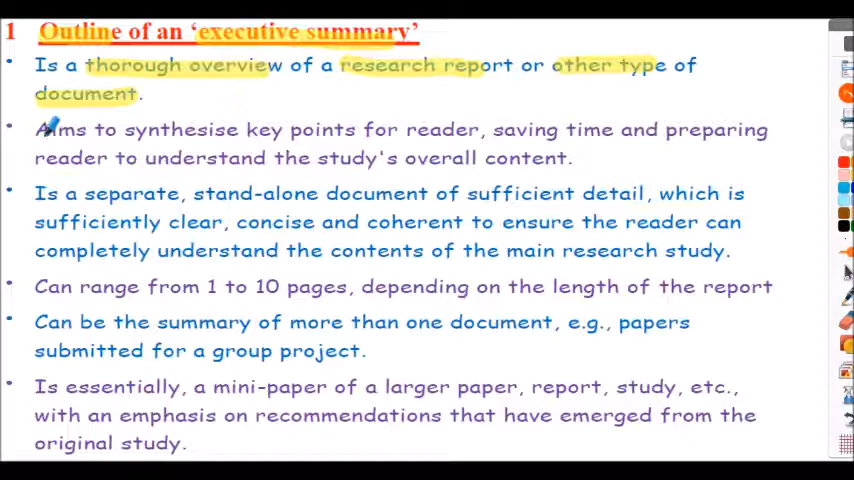 1 Outline of an ‘executive summary’
• Is a thorough overview of a research report or other type of
document.
• Aims to synthesise key points for reader, saving time and preparing
reader to understand the study's overall content.
• Is a separate, stand-alone document of sufficient detail, which is
sufficiently clear, concise and coherent to ensure the reader can
completely understand the contents of the main research study.
• Can range from 1 to 10 pages, depending on the length of the report
• Can be the summary of more than one document, e.g., papers
submitted for a group project.
• Is essentially, a mini-paper of a larger paper, report, study, etc.,
with an emphasis on recommendations that have emerged from the
original study.